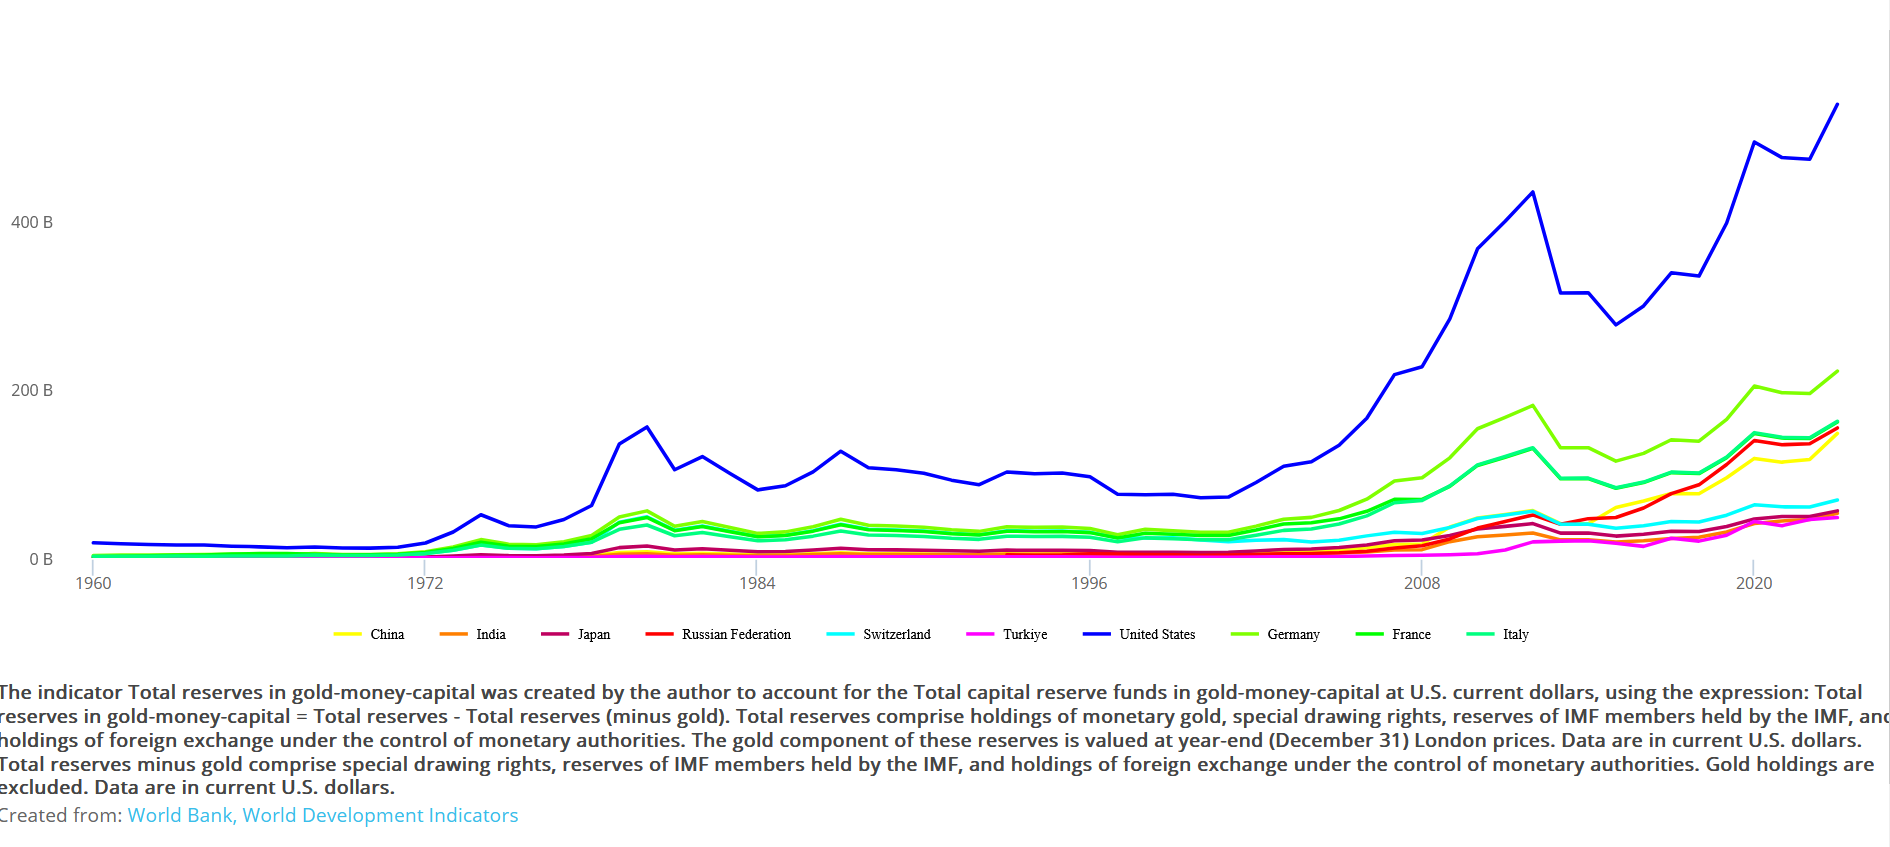 400 B
200 B
0 B
1960 1972 1984 1996 2008 2020
China India Japan Russian Federation Switzerland Turkiye United States Germany France Italy
The indicator Total reserves in gold-money-capital was created by the author to account for the Total capital reserve funds in gold-money-capital at U.S. current dollars, using the expression: Total
reserves in gold-money-capital = Total reserves - Total reserves (minus gold). Total reserves comprise holdings of monetary gold, special drawing rights, reserves of IMF members held by the IMF, and
holdings of foreign exchange under the control of monetary authorities. The gold component of these reserves is valued at year-end (December 31) London prices. Data are in current U.S. dollars.
Total reserves minus gold comprise special drawing rights, reserves of IMF members held by the IMF, and holdings of foreign exchange under the control of monetary authorities. Gold holdings are
excluded. Data are in current U.S. dollars.
Created from: World Bank, World Development Indicators